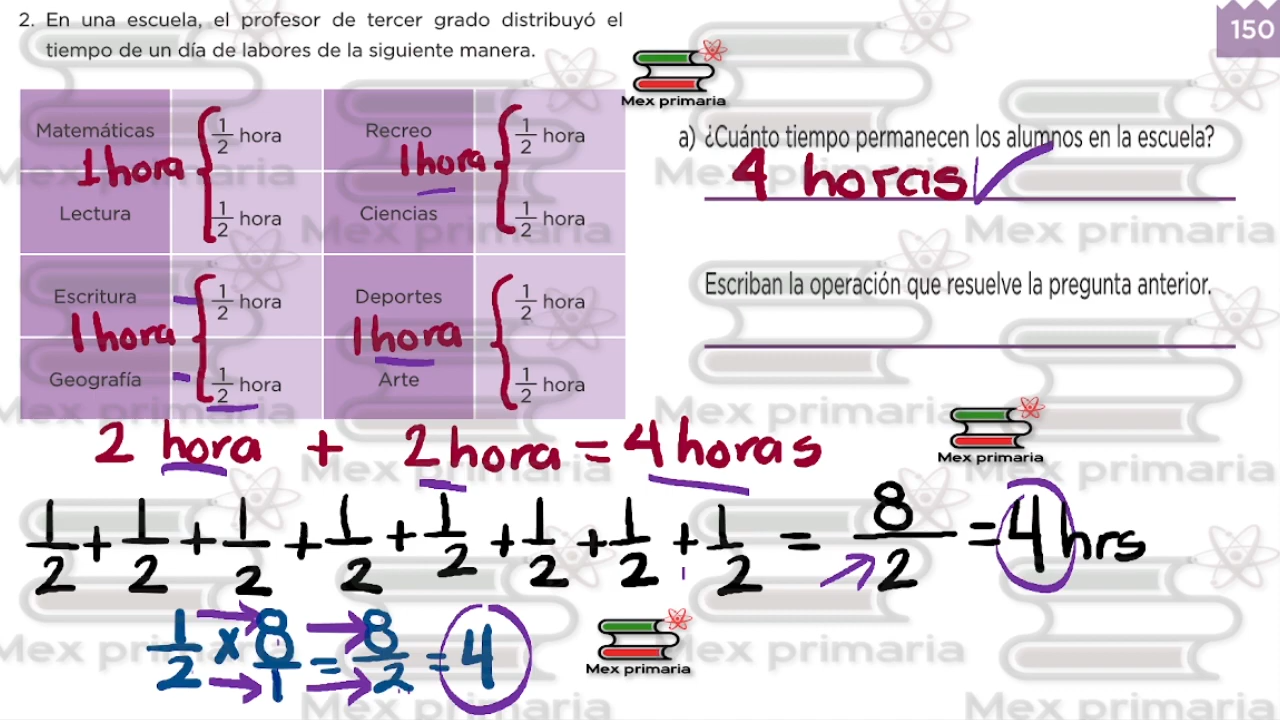 2. En una escuela, el profesor de tercer grado distribuyó el
tiempo de un día de labores de la siguiente manera.
150
Mex primaria
Matemáticas 1/2 hora Recreo 1/2 hora
1 hora 1 hora
Lectura 1/2 hora Ciencias 1/2 hora
Escritura 1/2 hora Deportes 1/2 hora
1 hora 1 hora
Geografía 1/2 hora Arte 1/2 hora
a) ¿Cuánto tiempo permanecen los alumnos en la escuela?
4 horas
Escriban la operación que resuelve la pregunta anterior.
Mex primaria
2 hora + 2 hora = 4 horas
1/2 + 1/2 + 1/2 + 1/2 + 1/2 + 1/2 + 1/2 + 1/2 = 8/2 = 4 hrs
1/2 x 8/1 = 8/2 = 4
Mex primaria